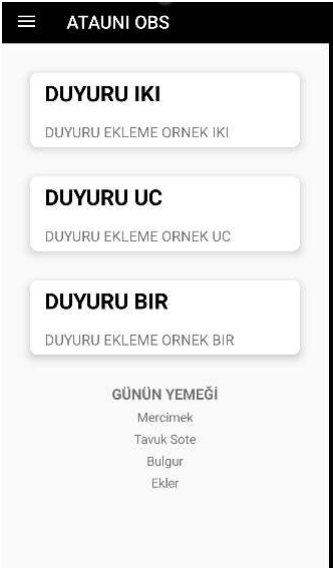 ATAUNI OBS
DUYURU IKI
DUYURU EKLEME ORNEK IKI
DUYURU UC
DUYURU EKLEME ORNEK UC
DUYURU BIR
DUYURU EKLEME ORNEK BIR
GÜNÜN YEMEĞİ
Mercimek
Tavuk Sote
Bulgur
Ekler